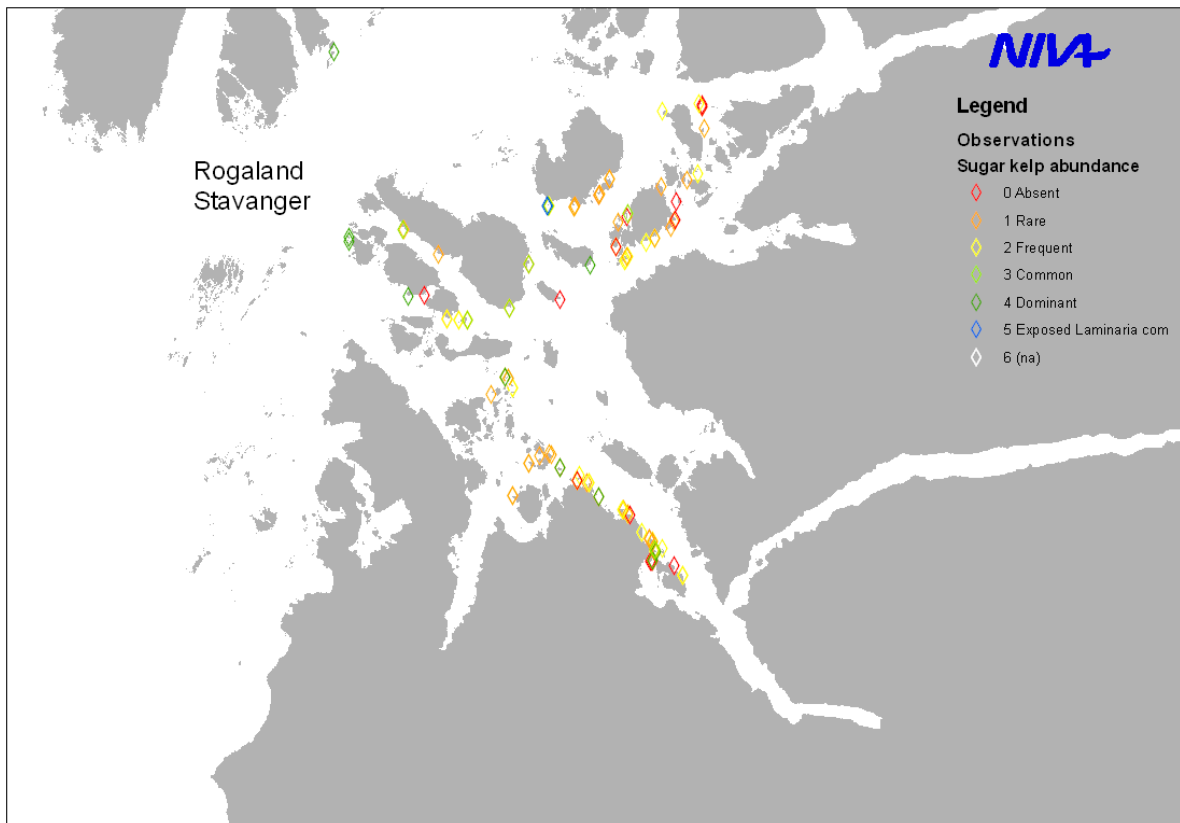 NIVA
Rogaland
Stavanger
Legend
Observations
Sugar kelp abundance
0 Absent
1 Rare
2 Frequent
3 Common
4 Dominant
5 Exposed Laminaria com
6 (na)